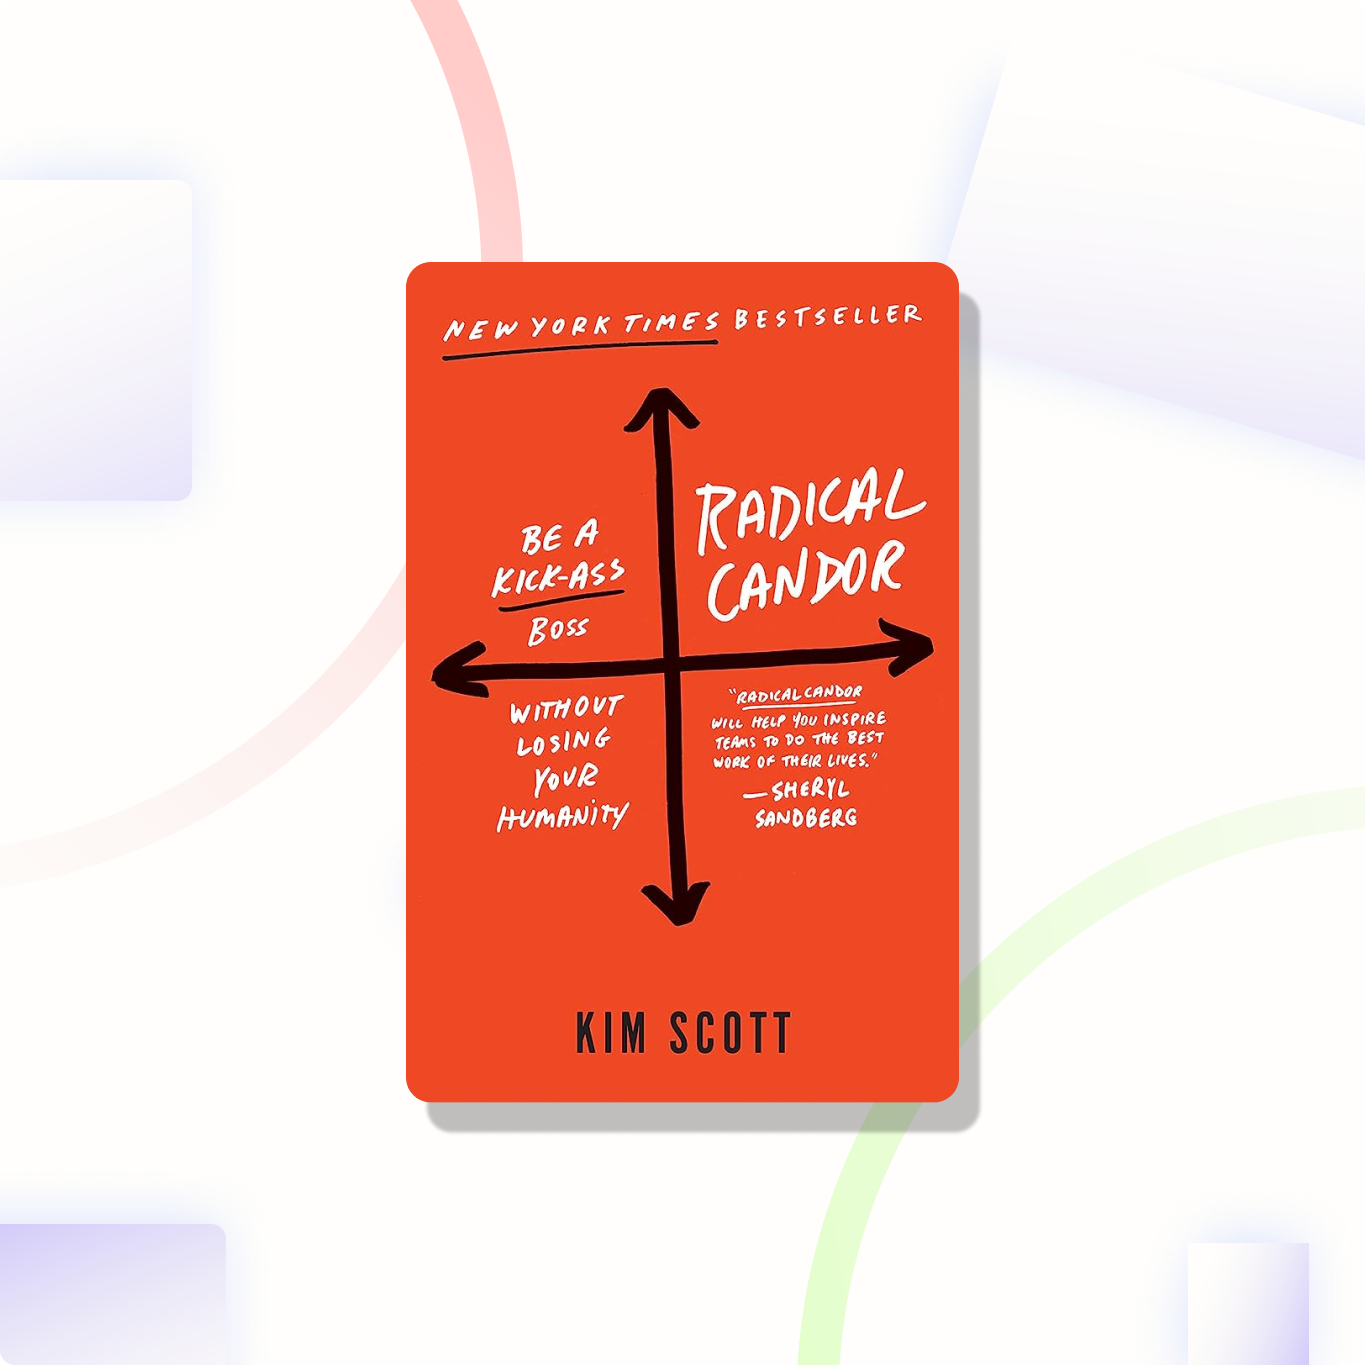 NEW YORK TIMES BESTSELLER
BE A
KICK-ASS
BOSS
WITHOUT
LOSING
YOUR
HUMANITY
RADICAL
CANDOR
"RADICAL CANDOR
WILL HELP YOU INSPIRE
TEAMS TO DO THE BEST
WORK OF THEIR LIVES."
—SHERYL
SANDBERG
KIM SCOTT